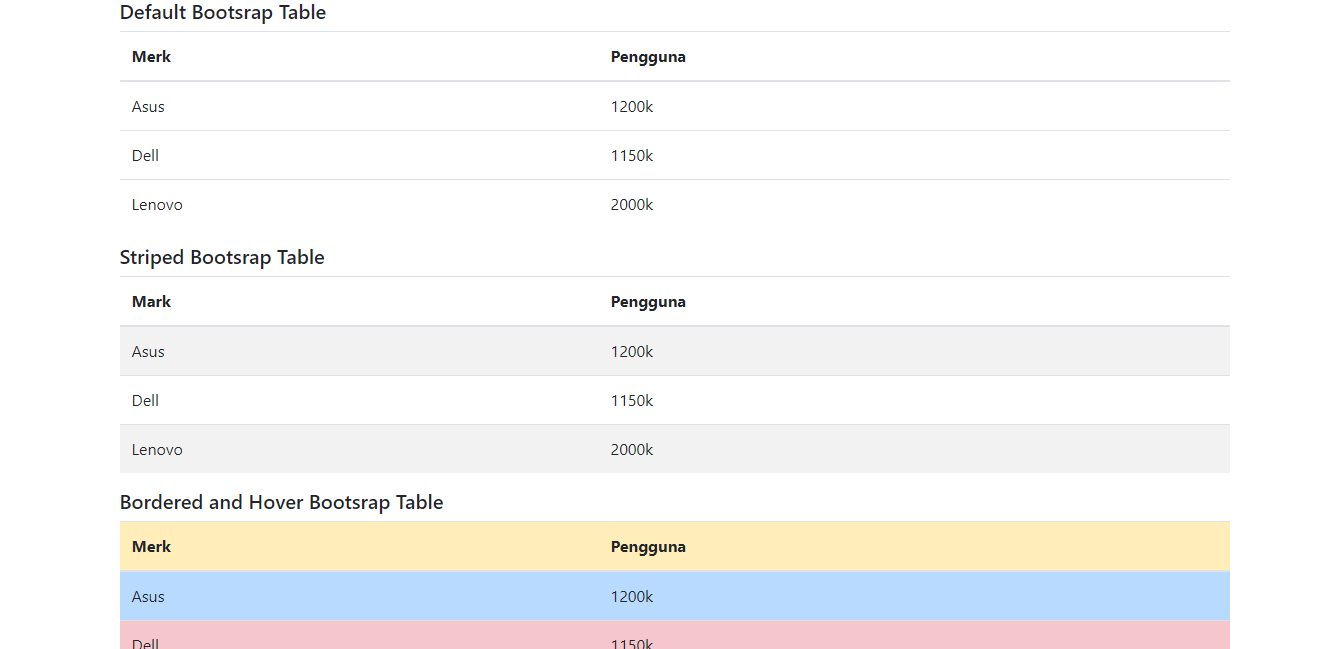 Default Bootsrap Table
Merk Pengguna
Asus 1200k
Dell 1150k
Lenovo 2000k
Striped Bootsrap Table
Mark Pengguna
Asus 1200k
Dell 1150k
Lenovo 2000k
Bordered and Hover Bootsrap Table
Merk Pengguna
Asus 1200k
Dell 1150k